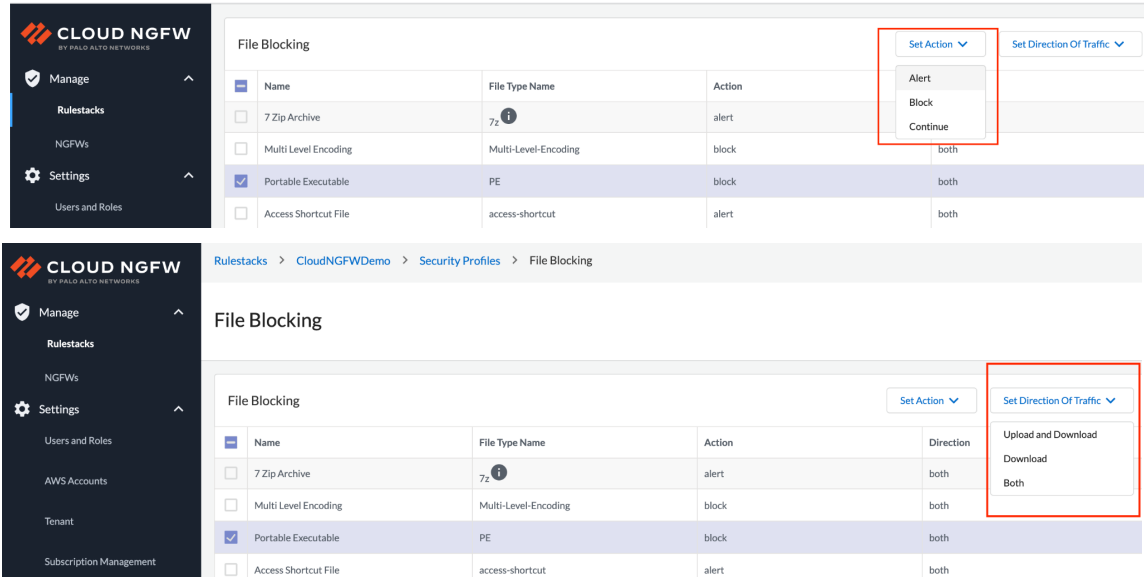 CLOUD NGFW
BY PALO ALTO NETWORKS
Manage
Rulestacks
NGFWs
Settings
Users and Roles
File Blocking
Set Action
Set Direction Of Traffic
Alert
Block
Continue
Name File Type Name Action
7 Zip Archive 7z alert
Multi Level Encoding Multi-Level-Encoding block both
Portable Executable PE block both
Access Shortcut File access-shortcut alert both
CLOUD NGFW
BY PALO ALTO NETWORKS
Manage
Rulestacks
NGFWs
Settings
Users and Roles
AWS Accounts
Tenant
Subscription Management
Rulestacks > CloudNGFWDemo > Security Profiles > File Blocking
File Blocking
File Blocking
Set Action
Set Direction Of Traffic
Upload and Download
Download
Both
Name File Type Name Action Direction
7 Zip Archive 7z alert both
Multi Level Encoding Multi-Level-Encoding block both
Portable Executable PE block both
Access Shortcut File access-shortcut alert both